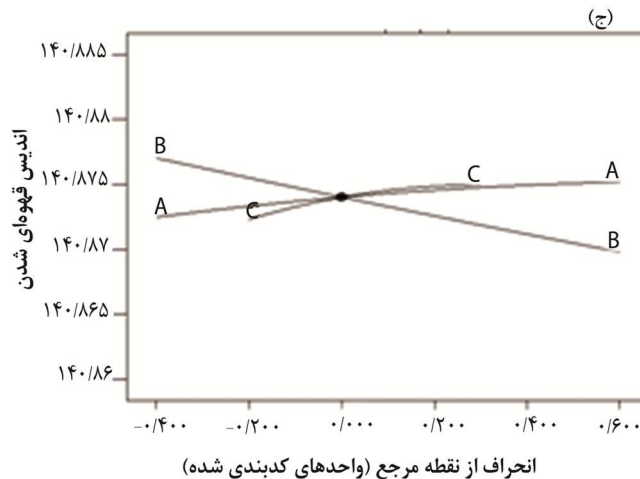 (ج)
۱۴۰/۸۸۵
۱۴۰/۸۸
۱۴۰/۸۷۵
۱۴۰/۸۷
۱۴۰/۸۶۵
۱۴۰/۸۶
اندیس قهوه‌ای شدن
B
A
C
C
A
B
-۰/۴۰۰ -۰/۲۰۰ ۰/۰۰۰ ۰/۲۰۰ ۰/۴۰۰ ۰/۶۰۰
انحراف از نقطه مرجع (واحدهای کدبندی شده)